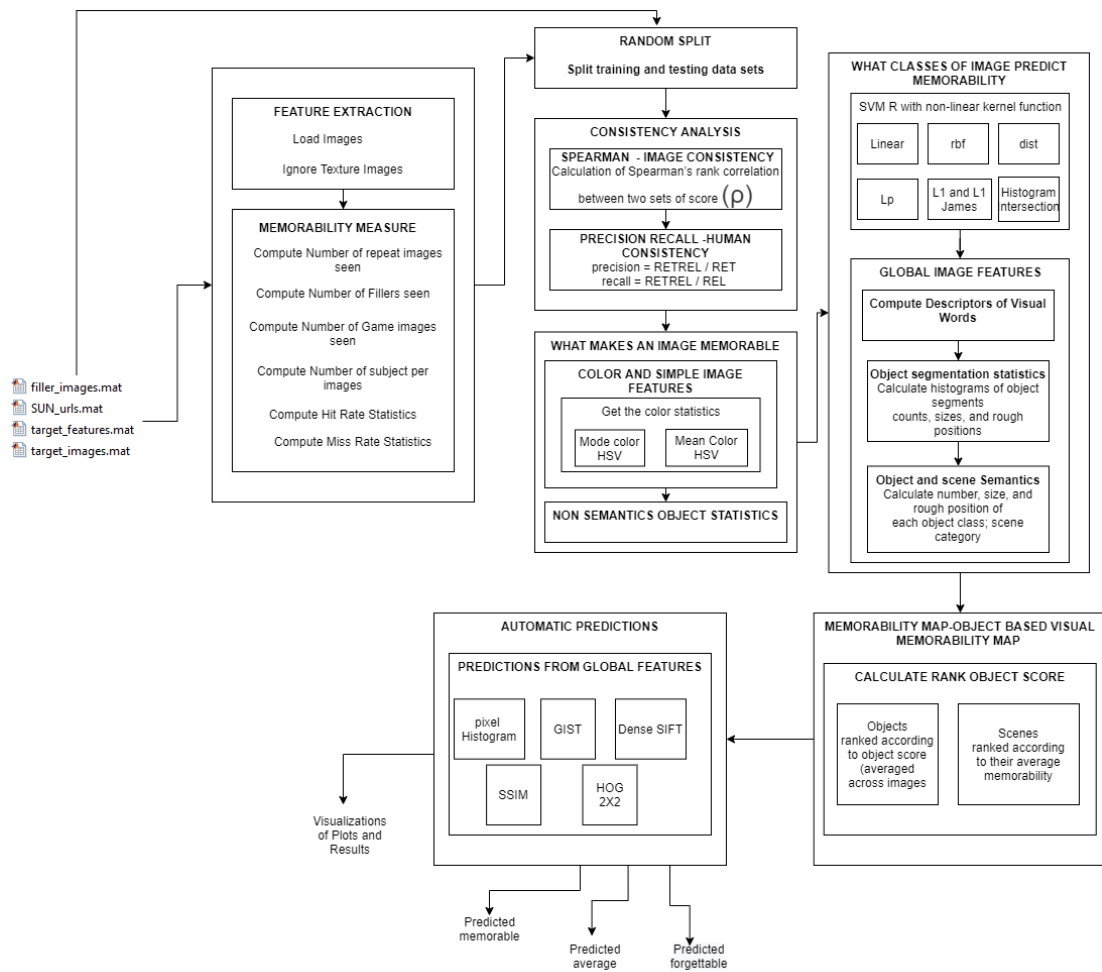 filler_images.mat
SUN_urls.mat
target_features.mat
target_images.mat
FEATURE EXTRACTION
Load Images
Ignore Texture Images
MEMORABILITY MEASURE
Compute Number of repeat images
seen
Compute Number of Fillers seen
Compute Number of Game images
seen
Compute Number of subject per
images
Compute Hit Rate Statistics
Compute Miss Rate Statistics
RANDOM SPLIT
Split training and testing data sets
CONSISTENCY ANALYSIS
SPEARMAN - IMAGE CONSISTENCY
Calculation of Spearman's rank correlation
between two sets of score (ρ)
PRECISION RECALL -HUMAN
CONSISTENCY
precision = RETREL / RET
recall = RETREL / REL
WHAT MAKES AN IMAGE MEMORABLE
COLOR AND SIMPLE IMAGE
FEATURES
Get the color statistics
Mode color
HSV
Mean Color
HSV
NON SEMANTICS OBJECT STATISTICS
WHAT CLASSES OF IMAGE PREDICT
MEMORABILITY
SVM R with non-linear kernel function
Linear
rbf
dist
Lp
L1 and L1
James
Histogram
intersection
GLOBAL IMAGE FEATURES
Compute Descriptors of Visual
Words
Object segmentation statistics
Calculate histograms of object
segments
counts, sizes, and rough
positions
Object and scene Semantics
Calculate number, size, and
rough position of
each object class; scene
category
MEMORABILITY MAP-OBJECT BASED VISUAL
MEMORABILITY MAP
CALCULATE RANK OBJECT SCORE
Objects
ranked according
to object score
(averaged
across images
Scenes
ranked according
to their average
memorability
AUTOMATIC PREDICTIONS
PREDICTIONS FROM GLOBAL FEATURES
pixel
Histogram
GIST
Dense SIFT
SSIM
HOG
2X2
Visualizations
of Plots and
Results
Predicted
memorable
Predicted
average
Predicted
forgettable